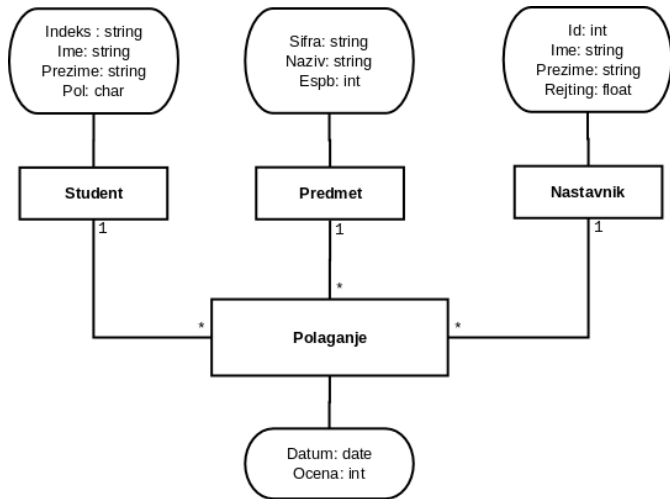 Indeks : string
Ime: string
Prezime: string
Pol: char
Sifra: string
Naziv: string
Espb: int
Id: int
Ime: string
Prezime: string
Rejting: float
Student
Predmet
Nastavnik
1
1
1
*
*
*
Polaganje
Datum: date
Ocena: int